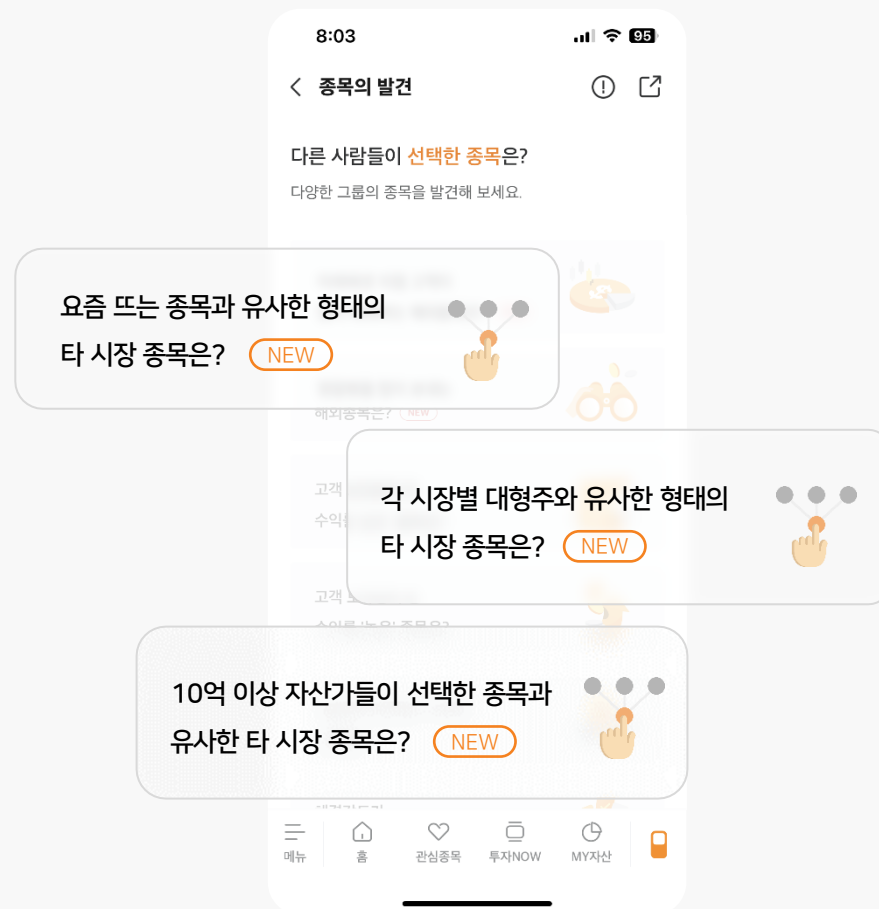 8:03
95
종목의 발견
다른 사람들이 선택한 종목은?
다양한 그룹의 종목을 발견해 보세요.
요즘 뜨는 종목과 유사한 형태의
타 시장 종목은? NEW
해외종목은? NEW
각 시장별 대형주와 유사한 형태의
타 시장 종목은? NEW
고객
수익률
고객
수익률 '높은' 종목은?
10억 이상 자산가들이 선택한 종목과
유사한 타 시장 종목은? NEW
메뉴
홈
관심종목
투자NOW
MY자산